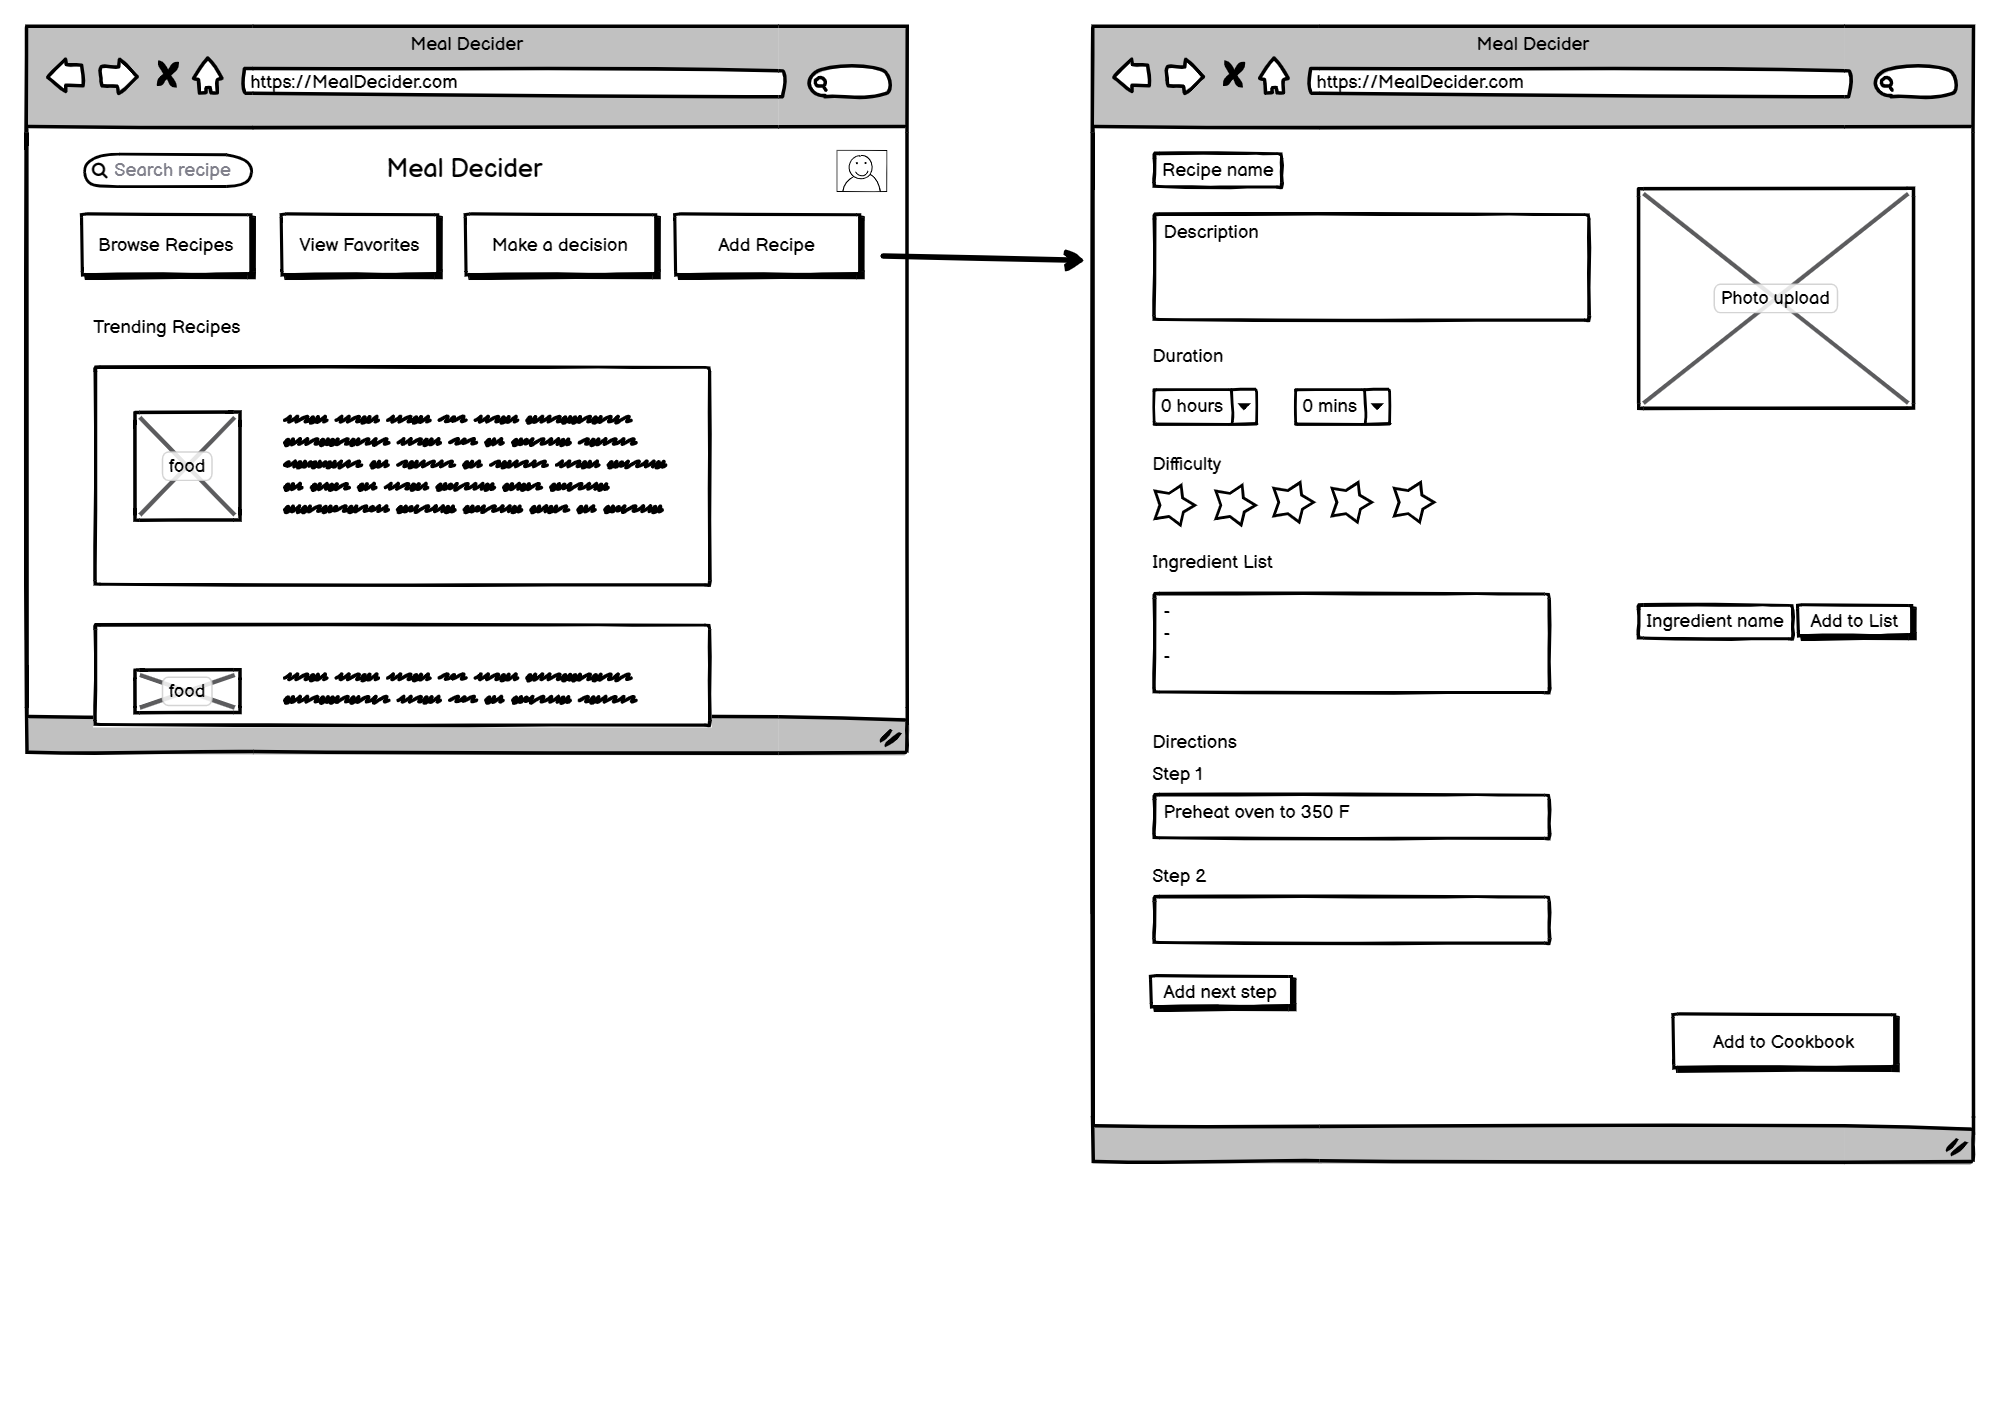 Meal Decider
https://MealDecider.com
Search recipe
Meal Decider
Browse Recipes
View Favorites
Make a decision
Add Recipe
Trending Recipes
food
food
Meal Decider
https://MealDecider.com
Recipe name
Description
Photo upload
Duration
0 hours
0 mins
Difficulty
Ingredient List
-
-
-
Ingredient name
Add to List
Directions
Step 1
Preheat oven to 350 F
Step 2
Add next step
Add to Cookbook